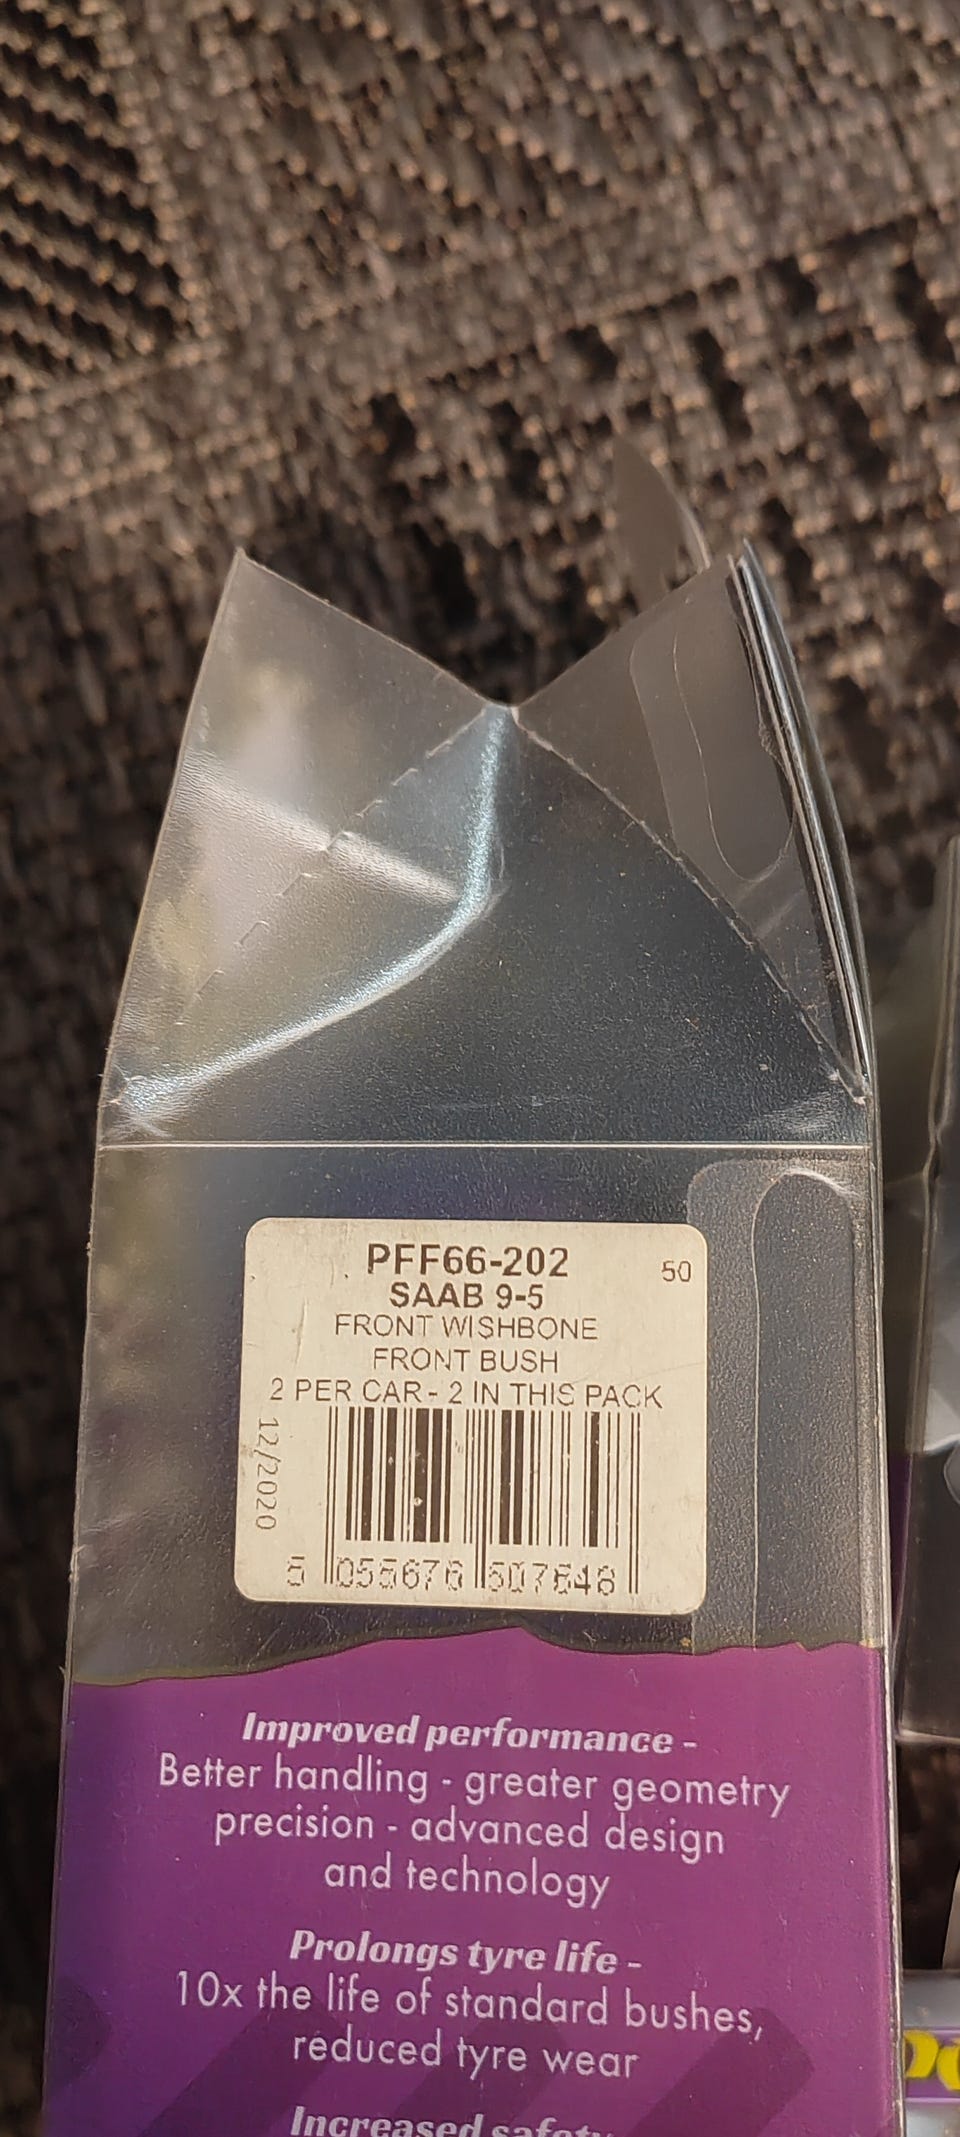 PFF66-202
50
SAAB 9-5
FRONT WISHBONE
FRONT BUSH
2 PER CAR - 2 IN THIS PACK
12/2020
5 055676 507648
Improved performance -
Better handling - greater geometry
precision - advanced design
and technology
Prolongs tyre life -
10x the life of standard bushes,
reduced tyre wear
Increased safety